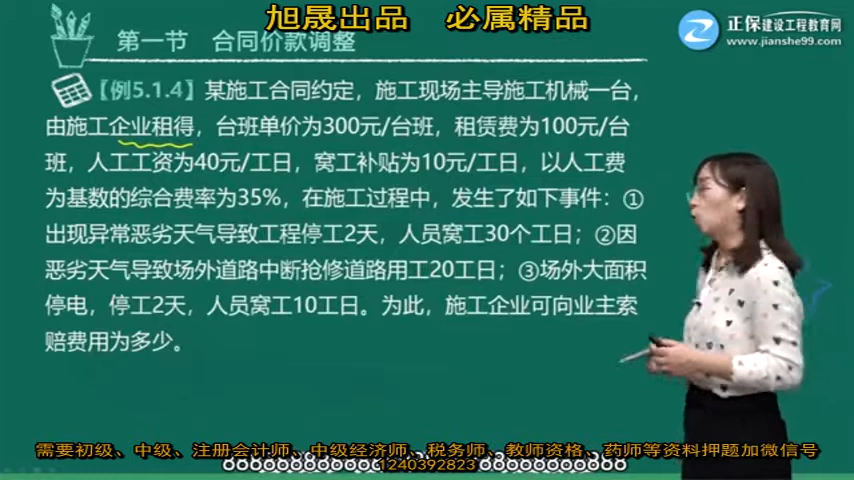 旭晟出品 必属精品
正保建设工程教育网
www.jianshe99.com
第一节 合同价款调整
【例5.1.4】某施工合同约定，施工现场主导施工机械一台，
由施工企业租得，台班单价为300元/台班，租赁费为100元/台
班，人工工资为40元/工日，窝工补贴为10元/工日，以人工费
为基数的综合费率为35%，在施工过程中，发生了如下事件：①
出现异常恶劣天气导致工程停工2天，人员窝工30个工日；②因
恶劣天气导致场外道路中断抢修道路用工20工日；③场外大面积
停电，停工2天，人员窝工10工日。为此，施工企业可向业主索
赔费用为多少。
需要初级、中级、注册会计师、中级经济师、税务师、教师资格、药师等资料押题加微信号
1240392823